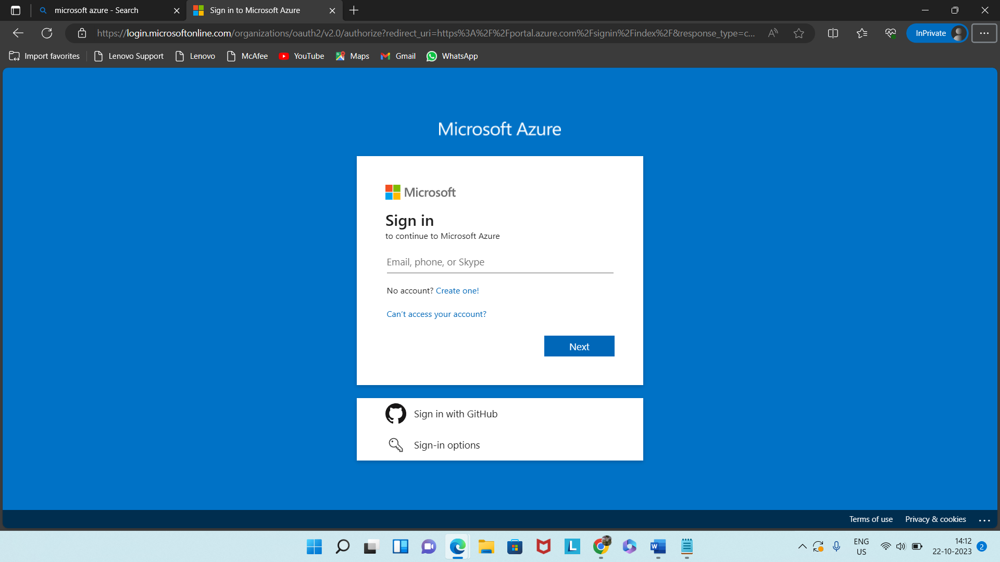 microsoft azure - Search
Sign in to Microsoft Azure
https://login.microsoftonline.com/organizations/oauth2/v2.0/authorize?redirect_uri=https%3A%2F%2Fportal.azure.com%2Fsignin%2Findex%2F&response_type=c...
InPrivate
Import favorites
Lenovo Support
Lenovo
McAfee
YouTube
Maps
Gmail
WhatsApp
Microsoft Azure
Microsoft
Sign in
to continue to Microsoft Azure
Email, phone, or Skype
No account? Create one!
Can't access your account?
Next
Sign in with GitHub
Sign-in options
Terms of use
Privacy & cookies
ENG
US
14:12
22-10-2023
2